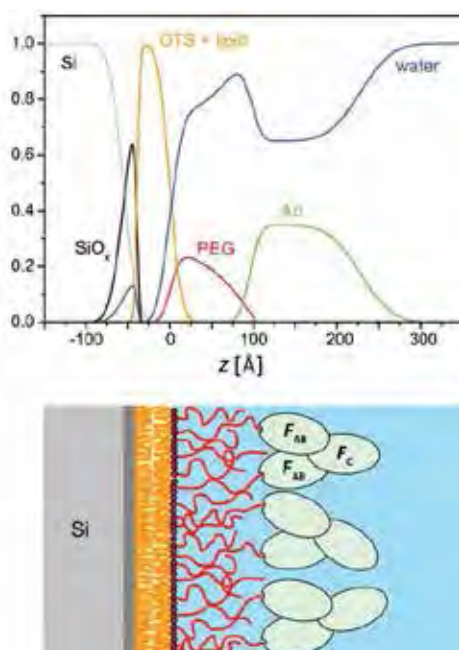 OTS + lipid
Si
water
1.0
0.8
0.6
0.4
0.2
0.0
SiOx
PEG
Ab
-100 0 100 200 300
z [Å]
FAB
FC
FAB
Si